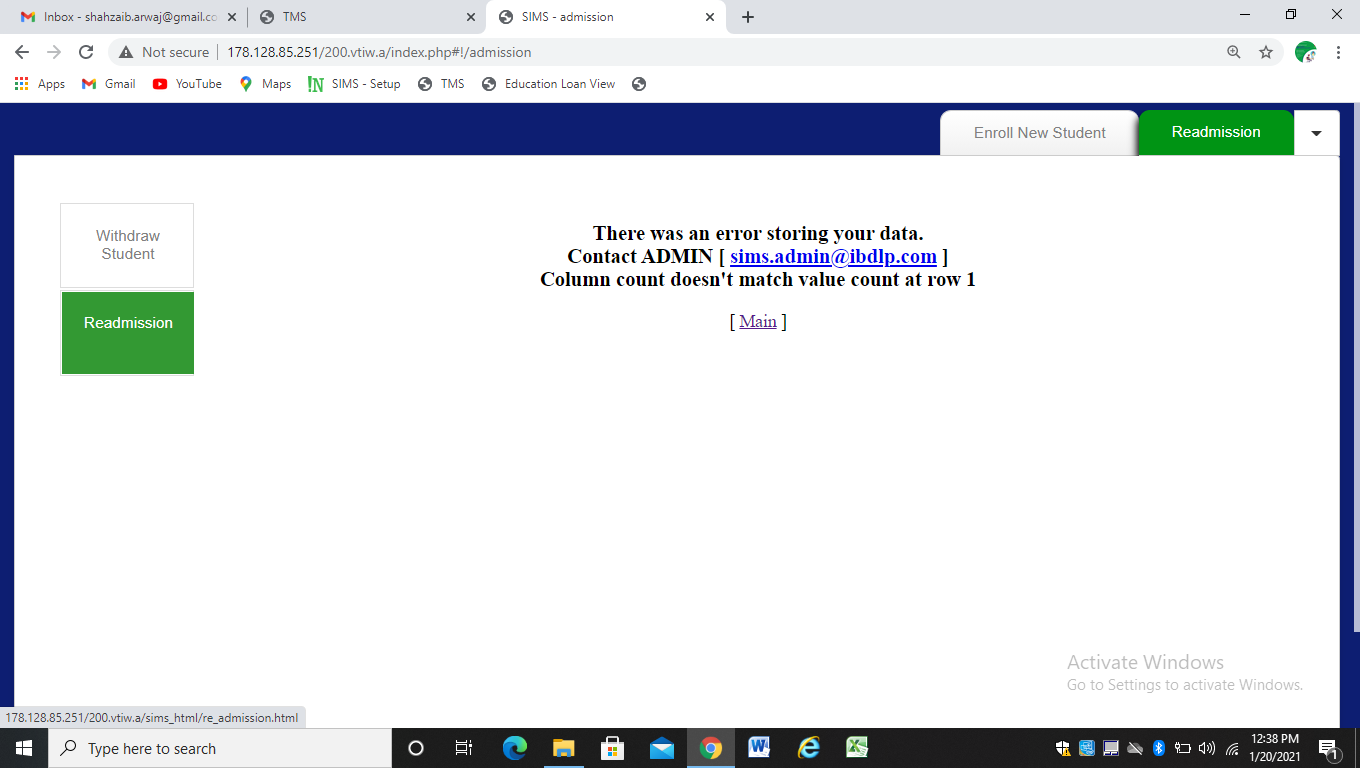 Inbox - shahzaib.arwaj@gmail.co
TMS
SIMS - admission
Not secure
178.128.85.251/200.vtiw.a/index.php#!/admission
Apps
Gmail
YouTube
Maps
SIMS - Setup
TMS
Education Loan View
Enroll New Student
Readmission
Withdraw
Student
Readmission
There was an error storing your data.
Contact ADMIN [ sims.admin@ibdlp.com ]
Column count doesn't match value count at row 1
[ Main ]
Activate Windows
Go to Settings to activate Windows.
178.128.85.251/200.vtiw.a/sims_html/re_admission.html
Type here to search
12:38 PM
1/20/2021
1